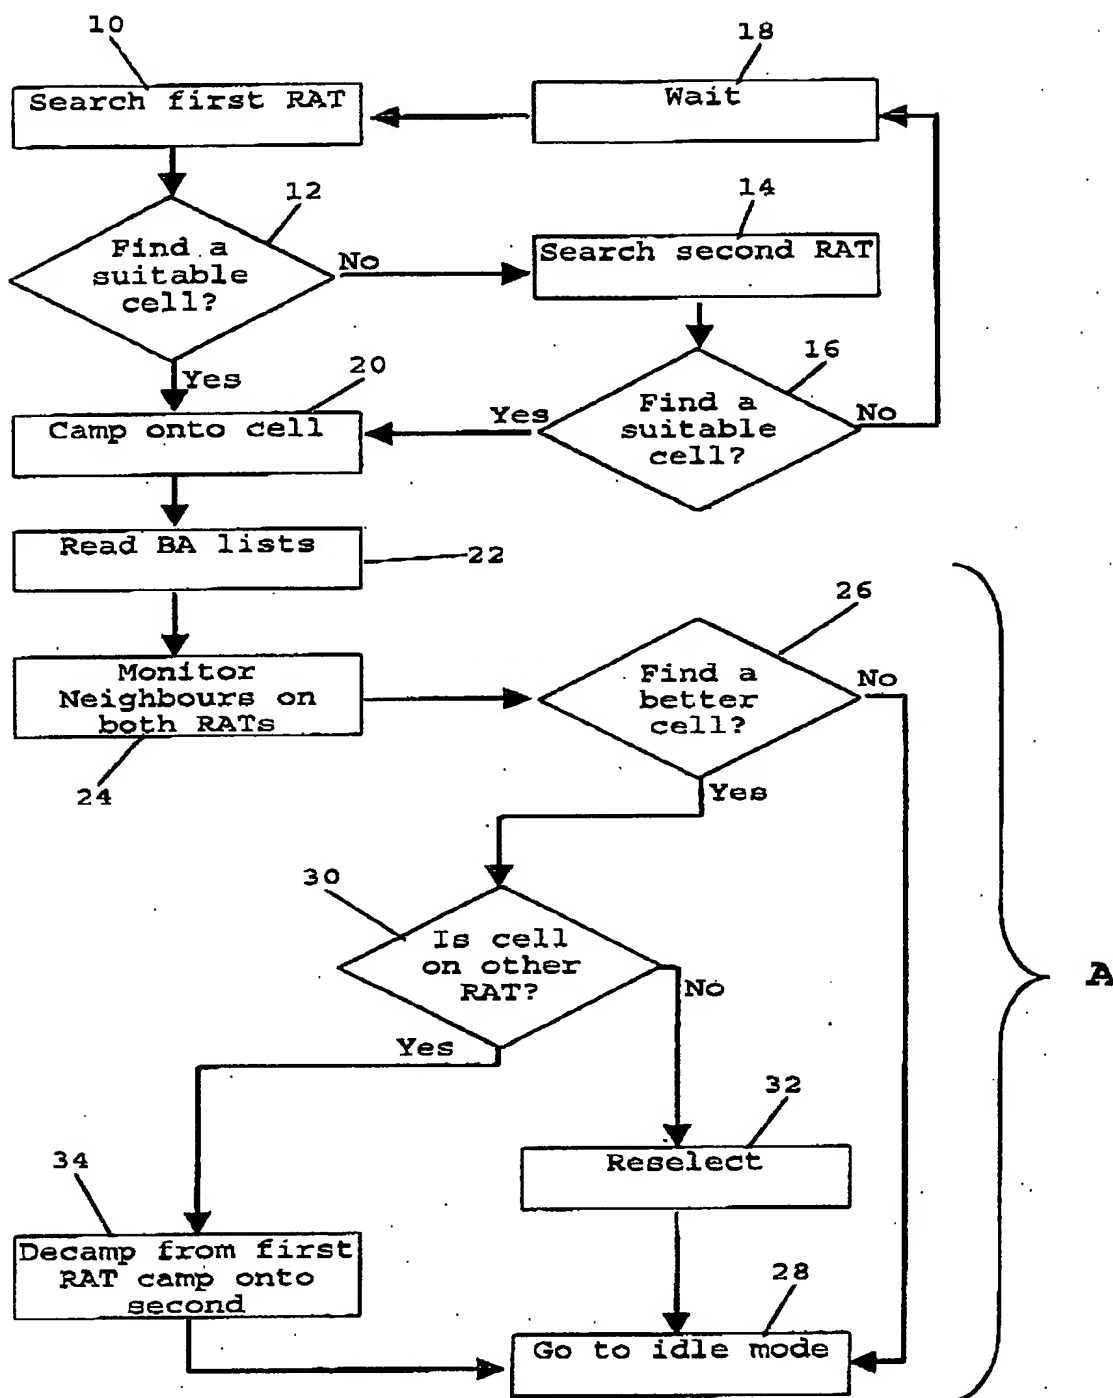 10
18
Search first RAT
Wait
12
14
Find a
suitable
cell?
No
Search second RAT
Yes
20
16
Camp onto cell
Yes
Find a
suitable
cell?
No
Read BA lists
22
26
Monitor
Neighbours on
both RATs
24
Find a
better
cell?
No
Yes
30
Is cell
on other
RAT?
No
Yes
A
32
Reselect
34
Decamp from first
RAT camp onto
second
28
Go to idle mode